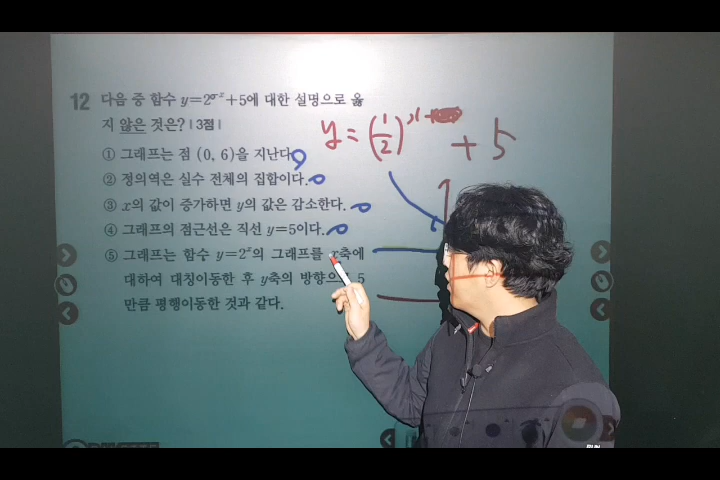 12 다음 중 함수 y=2^{-x}+5에 대한 설명으로 옳
지 않은 것은? | 3점 |
① 그래프는 점 (0, 6)을 지난다.
② 정의역은 실수 전체의 집합이다.
③ x의 값이 증가하면 y의 값은 감소한다.
④ 그래프의 점근선은 직선 y=5이다.
⑤ 그래프는 함수 y=2^x의 그래프를 x축에
대하여 대칭이동한 후 y축의 방향으로 5
만큼 평행이동한 것과 같다.
y=(1/2)^x + 5